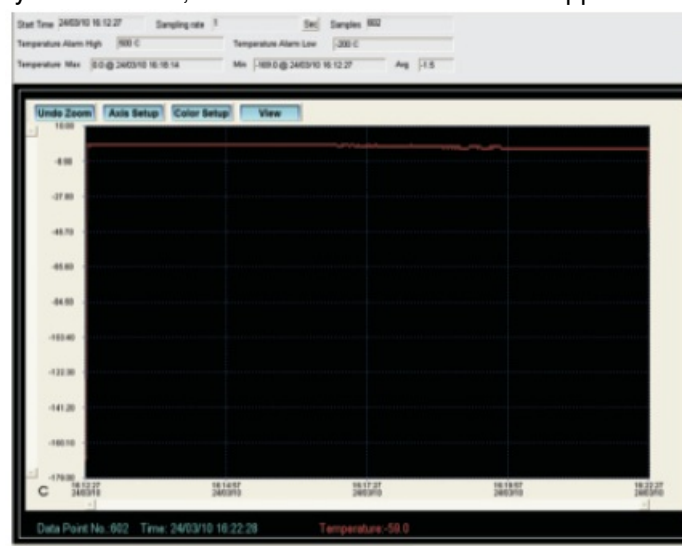 Start Time 24/03/10 16:12:27 Sampling rate 1 Sec Samples 602
Temperature Alarm High 500 C Temperature Alarm Low -200 C
Temperature Max 0.0 @ 24/03/10 16:16:14 Min -169.0 @ 24/03/10 16:12:27 Avg -1.5
Undo Zoom Axis Setup Color Setup View
10.00
-8.90
-27.80
-46.70
-65.60
-84.50
-103.40
-122.30
-141.20
-160.10
-179.00
C
16:12:27 16:14:57 16:17:27 16:19:57 16:22:27
24/03/10 24/03/10 24/03/10 24/03/10 24/03/10
Data Point No.:602 Time: 24/03/10 16:22:28 Temperature:-59.0